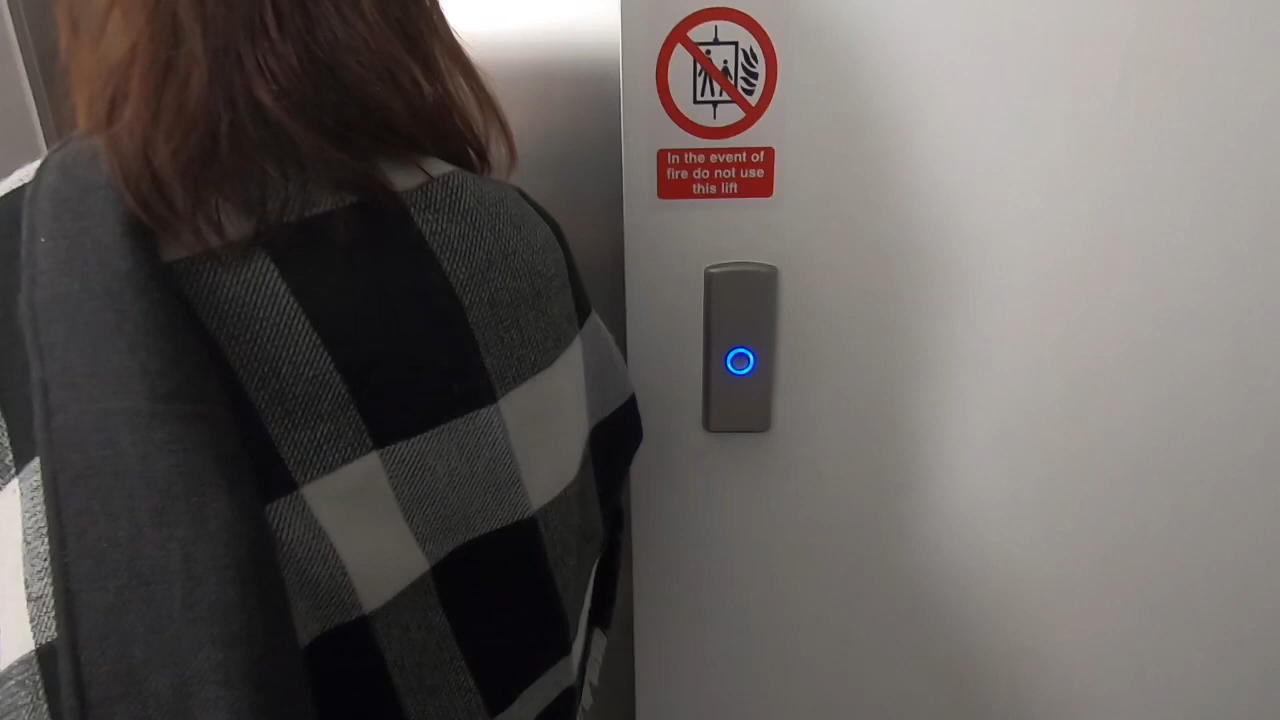 In the event of
fire do not use
this lift